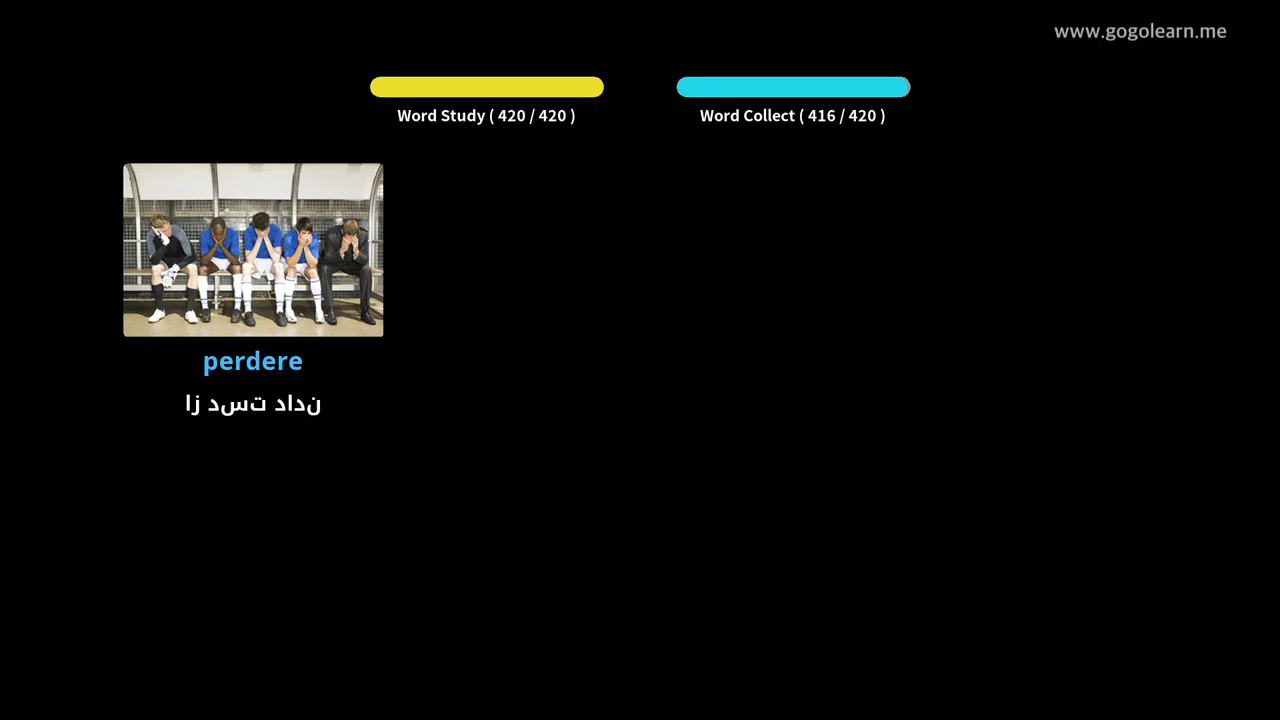 www.gogolearn.me
Word Study ( 420 / 420 )
Word Collect ( 416 / 420 )
perdere
از دست دادن